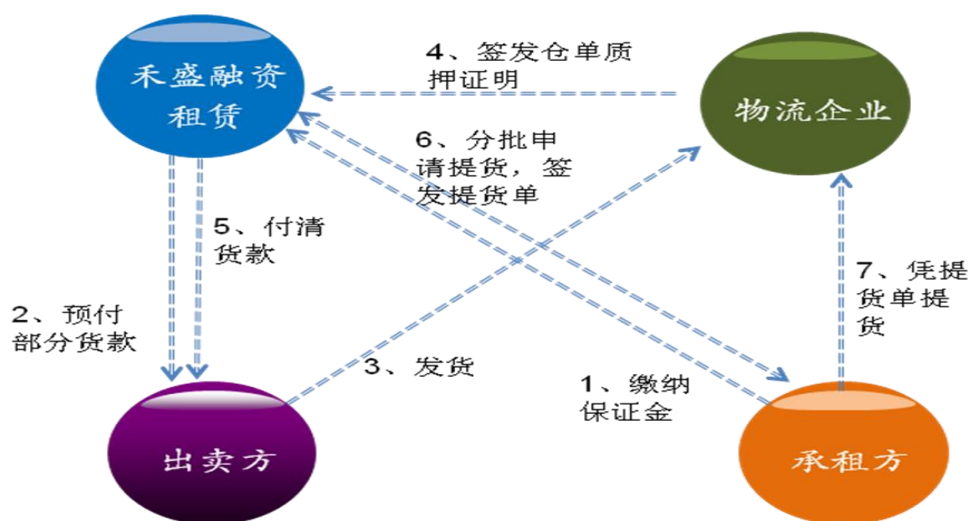 禾盛融资
租赁
4、签发仓单质
押证明
物流企业
6、分批申
请提货，签
发提货单
5、付清
货款
7、凭提
货单提
货
2、预付
部分货款
3、发货
1、缴纳
保证金
出卖方
承租方